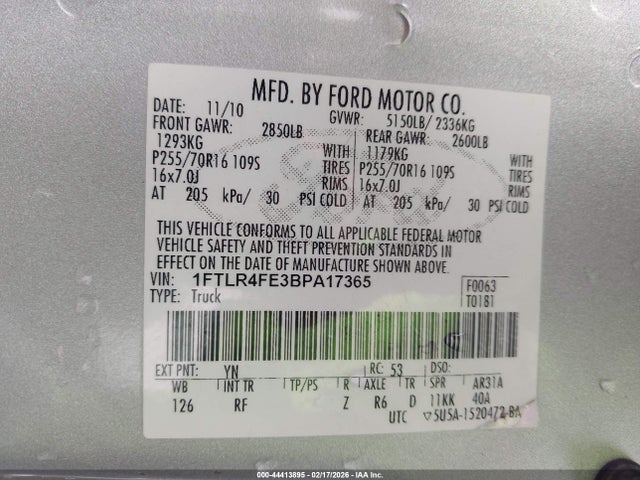 MFD. BY FORD MOTOR CO.
DATE: 11/10 GVWR: 5150LB/ 2336KG
FRONT GAWR: 2850LB REAR GAWR: 2600LB
1293KG WITH 1179KG WITH
P255/70R16 109S TIRES P255/70R16 109S TIRES
16x7.0J RIMS 16x7.0J RIMS
AT 205 kPa/ 30 PSI COLD AT 205 kPa/ 30 PSI COLD
THIS VEHICLE CONFORMS TO ALL APPLICABLE FEDERAL MOTOR
VEHICLE SAFETY AND THEFT PREVENTION STANDARDS IN
EFFECT ON THE DATE OF MANUFACTURE SHOWN ABOVE.
VIN: 1FTLR4FE3BPA17365 F0063
TYPE: Truck T0181
EXT PNT: YN RC: 53 DSO:
WB INT TR TP/PS R AXLE TR SPR AR31A
126 RF Z R6 D 11KK 40A
UTC ▽5U5A-1520472-BA
000-44413895 - 02/17/2026 - IAAI.COM